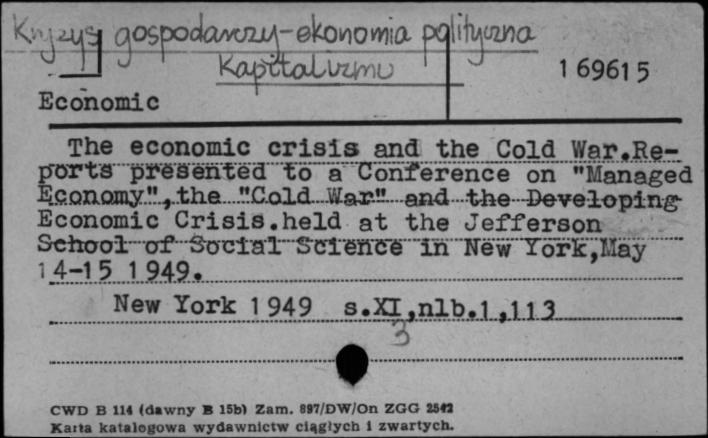 Kryzys gospodarczy-ekonomia polityczna
Kapitalizmu
169615
Economic
The economic crisis and the Cold War.Re-
ports presented to a Conference on "Managed
Economy",the "Cold War" and the Developing
Economic Crisis.held at the Jefferson
School of Social Science in New York,May
14-15 1949.
New York 1949 s.XI,nlb.1,113
3
CWD B 114 (dawny B 15b) Zam. 897/DW/On ZGG 2542
Karta katalogowa wydawnictw ciągłych i zwartych.